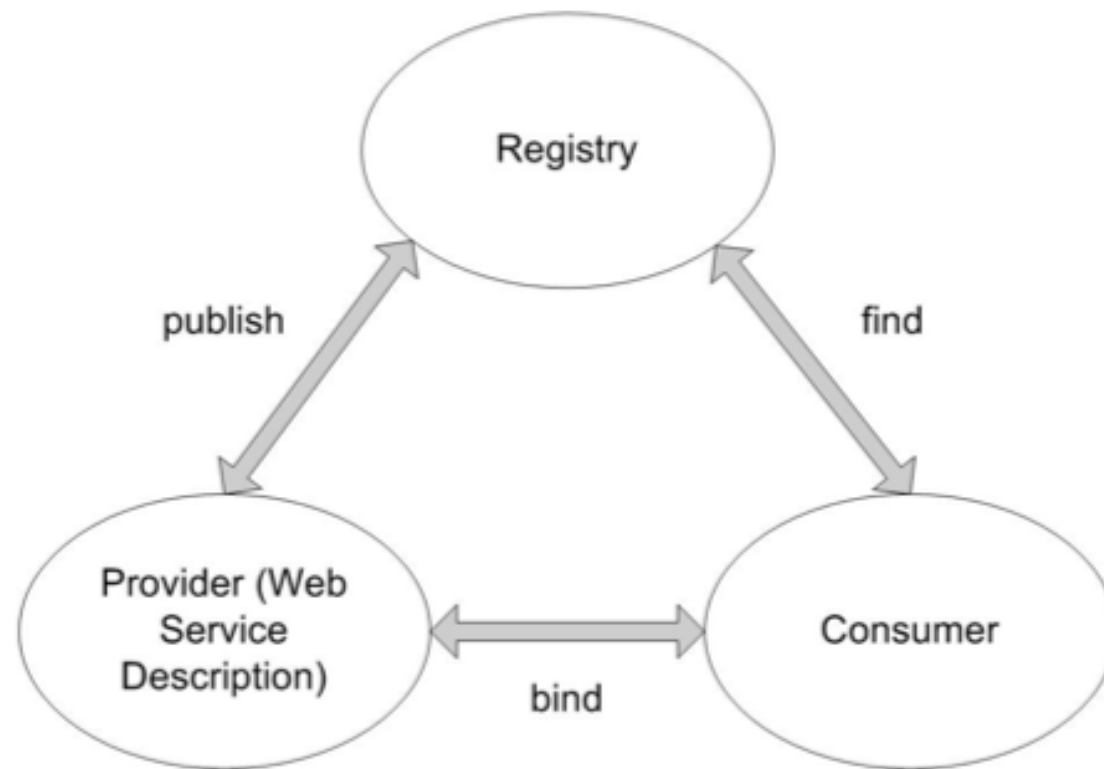 Registry
publish
find
Provider (Web
Service
Description)
Consumer
bind